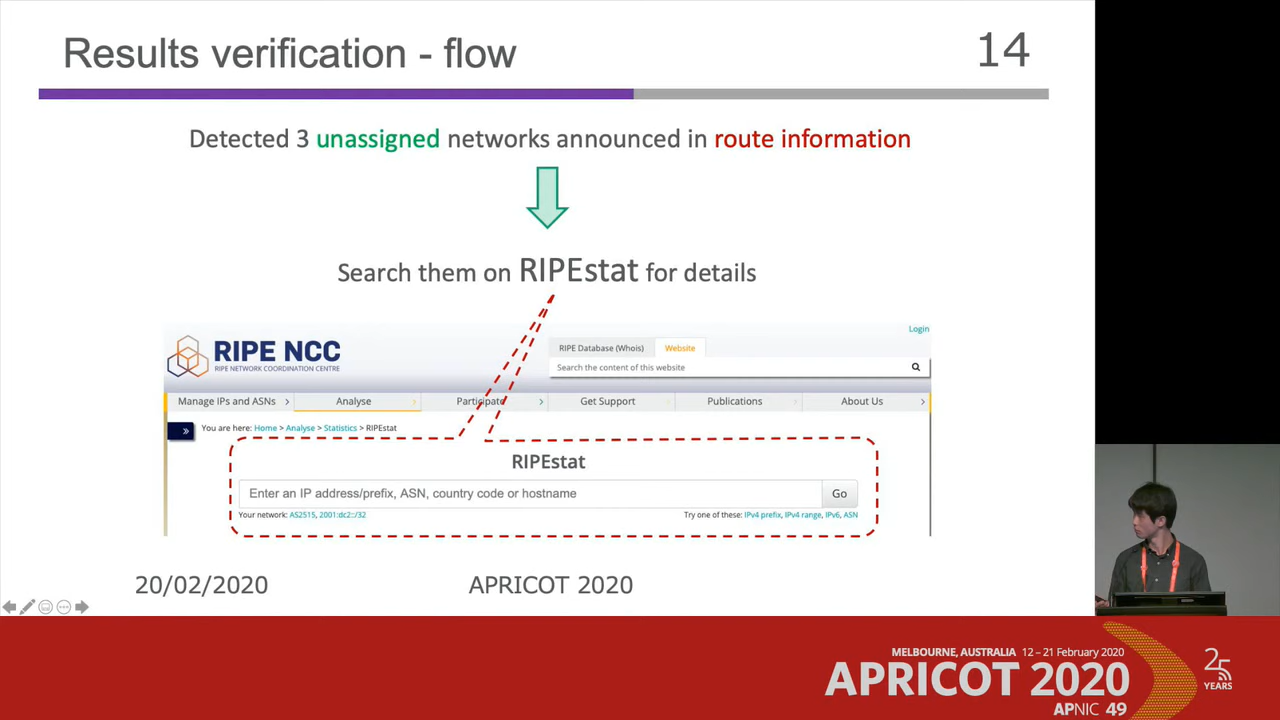 Results verification - flow
14
Detected 3 unassigned networks announced in route information
Search them on RIPEstat for details
Login
RIPE NCC
RIPE NETWORK COORDINATION CENTRE
RIPE Database (Whois)
Website
Search the content of this website
Manage IPs and ASNs
Analyse
Participate
Get Support
Publications
About Us
You are here: Home > Analyse > Statistics > RIPEstat
RIPEstat
Enter an IP address/prefix, ASN, country code or hostname
Go
Your network: AS2515, 2001:dc2::/32
Try one of these: IPv4 prefix, IPv4 range, IPv6, ASN
20/02/2020
APRICOT 2020
MELBOURNE, AUSTRALIA 12 – 21 February 2020
APRICOT 2020
APNIC 49
25
YEARS